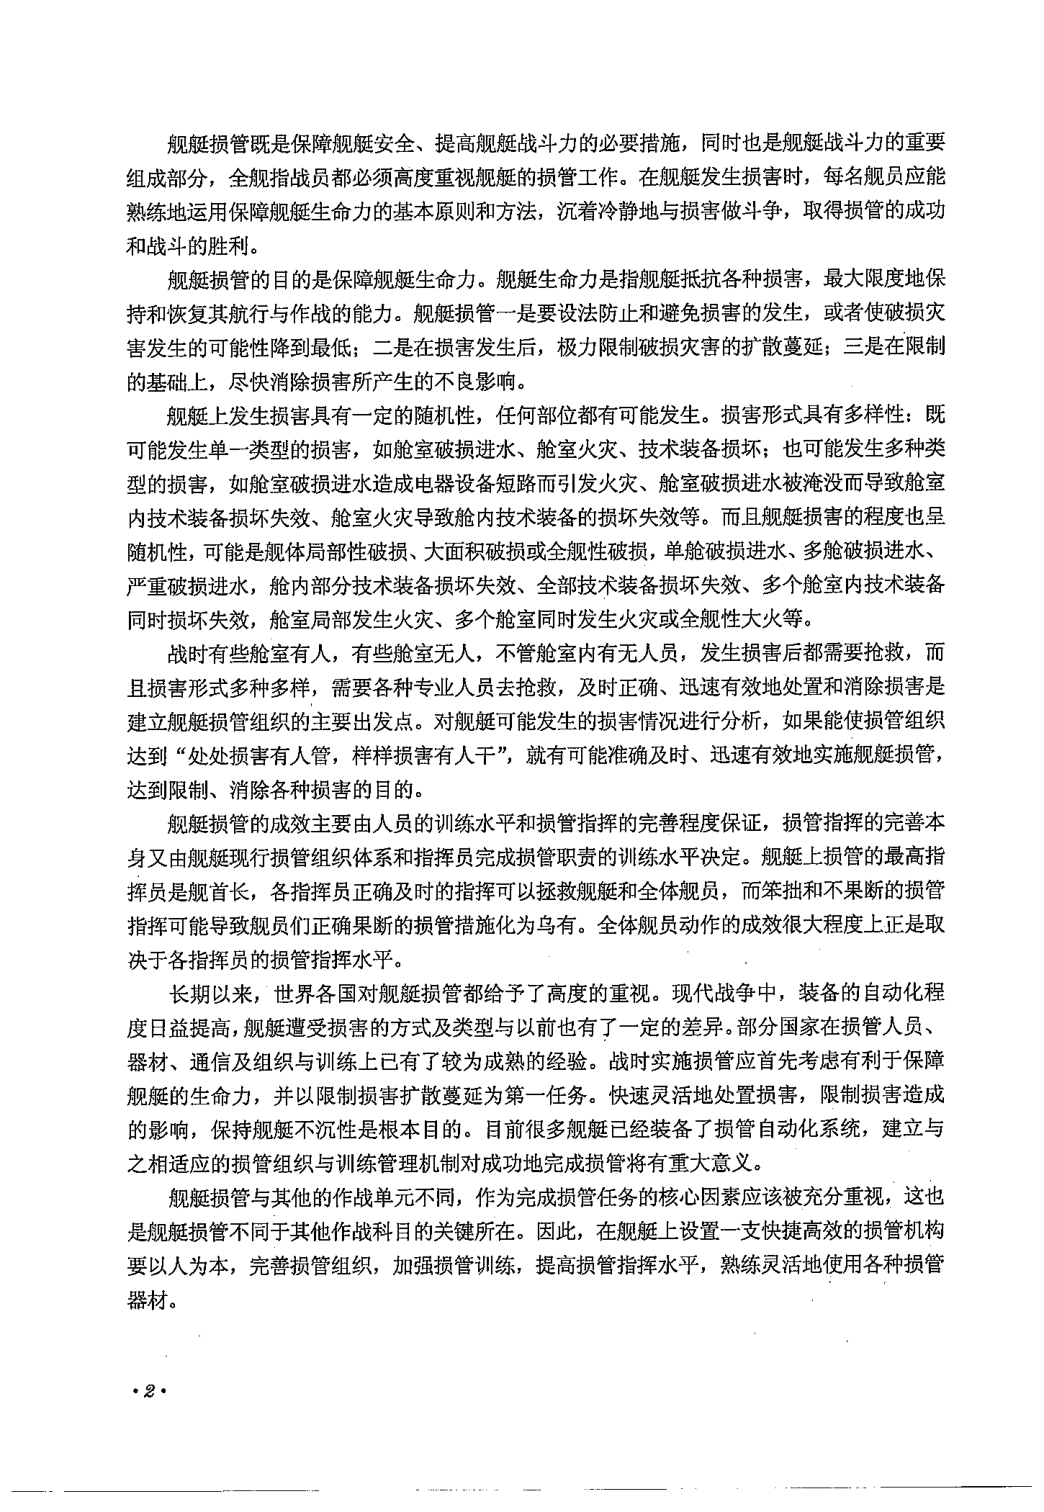 舰艇损管既是保障舰艇安全、提高舰艇战斗力的必要措施，同时也是舰艇战斗力的重要
组成部分，全舰指战员都必须高度重视舰艇的损管工作。在舰艇发生损害时，每名舰员应能
熟练地运用保障舰艇生命力的基本原则和方法，沉着冷静地与损害做斗争，取得损管的成功
和战斗的胜利。
舰艇损管的目的是保障舰艇生命力。舰艇生命力是指舰艇抵抗各种损害，最大限度地保
持和恢复其航行与作战的能力。舰艇损管一是要设法防止和避免损害的发生，或者使破损灾
害发生的可能性降到最低；二是在损害发生后，极力限制破损灾害的扩散蔓延；三是在限制
的基础上，尽快消除损害所产生的不良影响。
舰艇上发生损害具有一定的随机性，任何部位都有可能发生。损害形式具有多样性：既
可能发生单一类型的损害，如舱室破损进水、舱室火灾、技术装备损坏；也可能发生多种类
型的损害，如舱室破损进水造成电器设备短路而引发火灾、舱室破损进水被淹没而导致舱室
内技术装备损坏失效、舱室火灾导致舱内技术装备的损坏失效等。而且舰艇损害的程度也呈
随机性，可能是舰体局部性破损、大面积破损或全舰性破损，单舱破损进水、多舱破损进水、
严重破损进水，舱内部分技术装备损坏失效、全部技术装备损坏失效、多个舱室内技术装备
同时损坏失效，舱室局部发生火灾、多个舱室同时发生火灾或全舰性大火等。
战时有些舱室有人，有些舱室无人，不管舱室内有无人员，发生损害后都需要抢救，而
且损害形式多种多样，需要各种专业人员去抢救，及时正确、迅速有效地处置和消除损害是
建立舰艇损管组织的主要出发点。对舰艇可能发生的损害情况进行分析，如果能使损管组织
达到“处处损害有人管，样样损害有人干”，就有可能准确及时、迅速有效地实施舰艇损管，
达到限制、消除各种损害的目的。
舰艇损管的成效主要由人员的训练水平和损管指挥的完善程度保证，损管指挥的完善本
身又由舰艇现行损管组织体系和指挥员完成损管职责的训练水平决定。舰艇上损管的最高指
挥员是舰首长，各指挥员正确及时的指挥可以拯救舰艇和全体舰员，而笨拙和不果断的损管
指挥可能导致舰员们正确果断的损管措施化为乌有。全体舰员动作的成效很大程度上正是取
决于各指挥员的损管指挥水平。
长期以来，世界各国对舰艇损管都给予了高度的重视。现代战争中，装备的自动化程
度日益提高，舰艇遭受损害的方式及类型与以前也有了一定的差异。部分国家在损管人员、
器材、通信及组织与训练上已有了较为成熟的经验。战时实施损管应首先考虑有利于保障
舰艇的生命力，并以限制损害扩散蔓延为第一任务。快速灵活地处置损害，限制损害造成
的影响，保持舰艇不沉性是根本目的。目前很多舰艇已经装备了损管自动化系统，建立与
之相适应的损管组织与训练管理机制对成功地完成损管将有重大意义。
舰艇损管与其他的作战单元不同，作为完成损管任务的核心因素应该被充分重视，这也
是舰艇损管不同于其他作战科目的关键所在。因此，在舰艇上设置一支快捷高效的损管机构
要以人为本，完善损管组织，加强损管训练，提高损管指挥水平，熟练灵活地使用各种损管
器材。
·2·